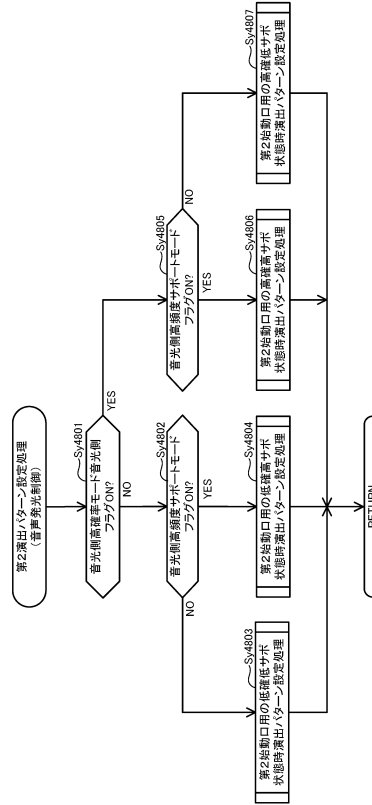 第2演出パターン設定処理
(音声発光制御)
Sy4801
音光側高確率モード音光側
フラグON?
YES
NO
Sy4802
音光側高頻度サポートモード
フラグON?
NO
YES
Sy4805
音光側高頻度サポートモード
フラグON?
NO
YES
Sy4803
第2始動口用の低確低サポ
状態時演出パターン設定処理
Sy4804
第2始動口用の低確高サポ
状態時演出パターン設定処理
Sy4806
第2始動口用の高確高サポ
状態時演出パターン設定処理
Sy4807
第2始動口用の高確低サポ
状態時演出パターン設定処理
RETURN